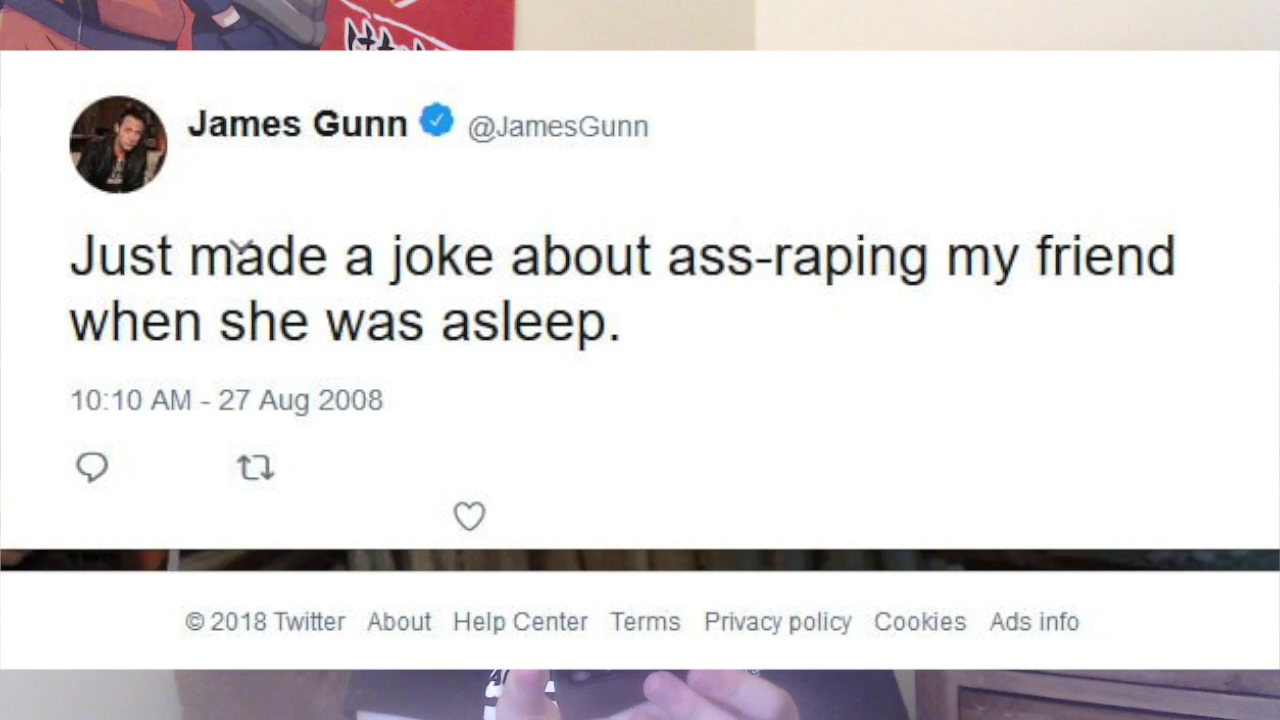 James Gunn @JamesGunn
Just made a joke about ass-raping my friend
when she was asleep.
10:10 AM - 27 Aug 2008
© 2018 Twitter About Help Center Terms Privacy policy Cookies Ads info